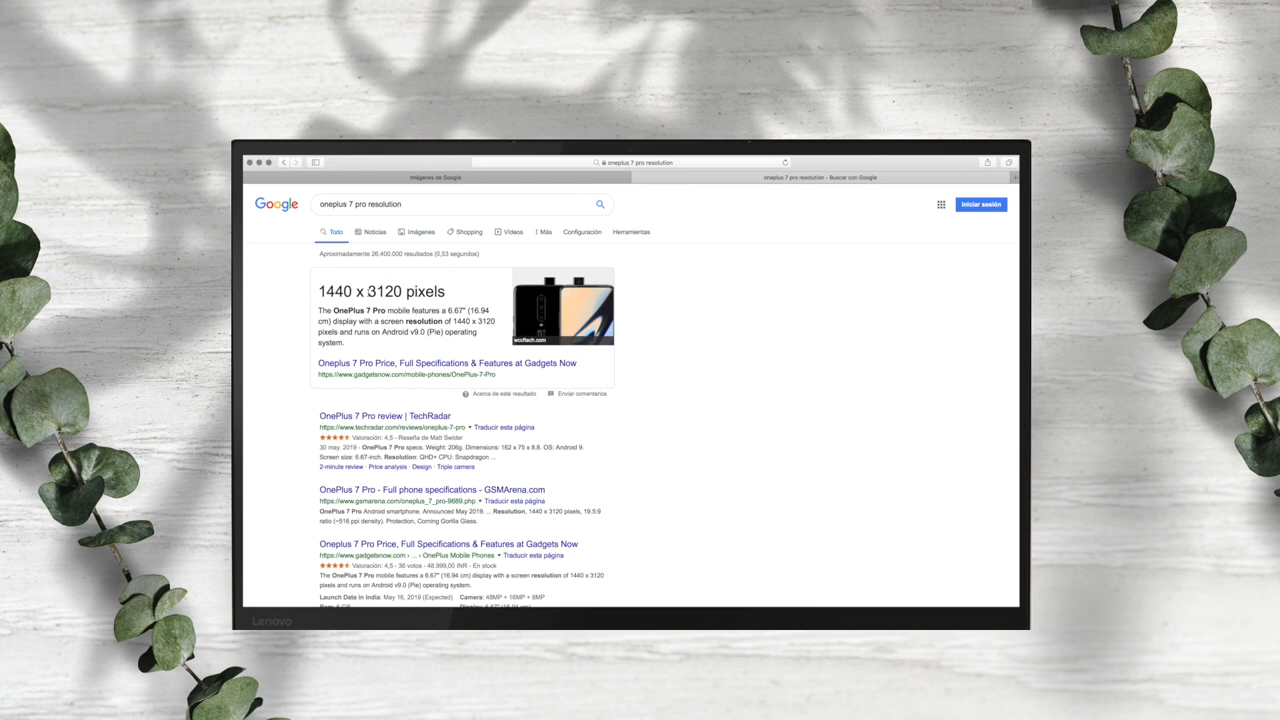 oneplus 7 pro resolution
Imágenes de Google
oneplus 7 pro resolution - Buscar con Google
Google
oneplus 7 pro resolution
Iniciar sesión
Todo
Noticias
Imágenes
Shopping
Vídeos
Más
Configuración
Herramientas
Aproximadamente 26.400.000 resultados (0,53 segundos)
1440 x 3120 pixels
The OnePlus 7 Pro mobile features a 6.67" (16.94
cm) display with a screen resolution of 1440 x 3120
pixels and runs on Android v9.0 (Pie) operating
system.
wccftech.com
Oneplus 7 Pro Price, Full Specifications & Features at Gadgets Now
https://www.gadgetsnow.com/mobile-phones/OnePlus-7-Pro
Acerca de este resultado
Enviar comentarios
OnePlus 7 Pro review | TechRadar
https://www.techradar.com/reviews/oneplus-7-pro ▼ Traducir esta página
Valoración: 4,5 - Reseña de Matt Swider
30 may. 2019 - OnePlus 7 Pro specs. Weight: 206g. Dimensions: 162 x 75 x 8.8. OS: Android 9.
Screen size: 6.67-inch. Resolution: QHD+ CPU: Snapdragon ...
2-minute review · Price analysis · Design · Triple camera
OnePlus 7 Pro - Full phone specifications - GSMArena.com
https://www.gsmarena.com/oneplus_7_pro-9689.php ▼ Traducir esta página
OnePlus 7 Pro Android smartphone. Announced May 2019. ... Resolution, 1440 x 3120 pixels, 19.5:9
ratio (~516 ppi density). Protection, Corning Gorilla Glass.
Oneplus 7 Pro Price, Full Specifications & Features at Gadgets Now
https://www.gadgetsnow.com › ... › OnePlus Mobile Phones ▼ Traducir esta página
Valoración: 4,5 - 36 votos - 48.999,00 INR - En stock
The OnePlus 7 Pro mobile features a 6.67" (16.94 cm) display with a screen resolution of 1440 x 3120
pixels and runs on Android v9.0 (Pie) operating system.
Launch Date in India: May 16, 2019 (Expected)
Camera: 48MP + 16MP + 8MP
Lenovo